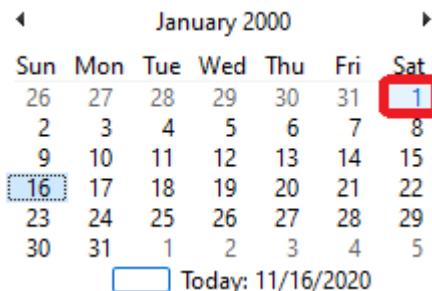 January 2000
Sun Mon Tue Wed Thu Fri Sat
26 27 28 29 30 31 1
2 3 4 5 6 7 8
9 10 11 12 13 14 15
16 17 18 19 20 21 22
23 24 25 26 27 28 29
30 31 1 2 3 4 5
Today: 11/16/2020